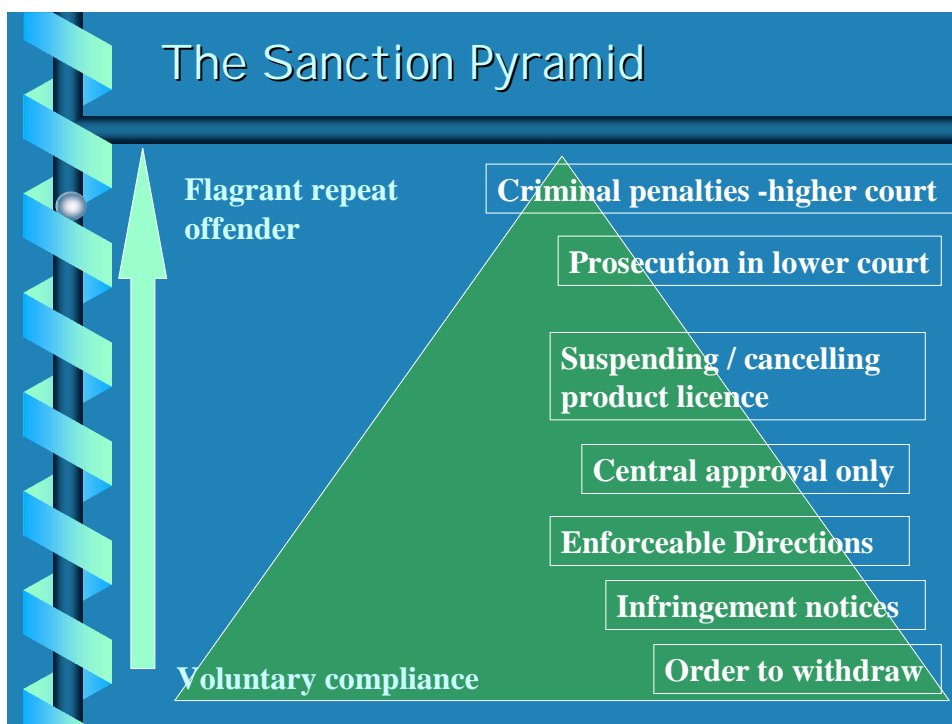 The Sanction Pyramid
Flagrant repeat
offender
Criminal penalties -higher court
Prosecution in lower court
Suspending / cancelling
product licence
Central approval only
Enforceable Directions
Infringement notices
Order to withdraw
Voluntary compliance